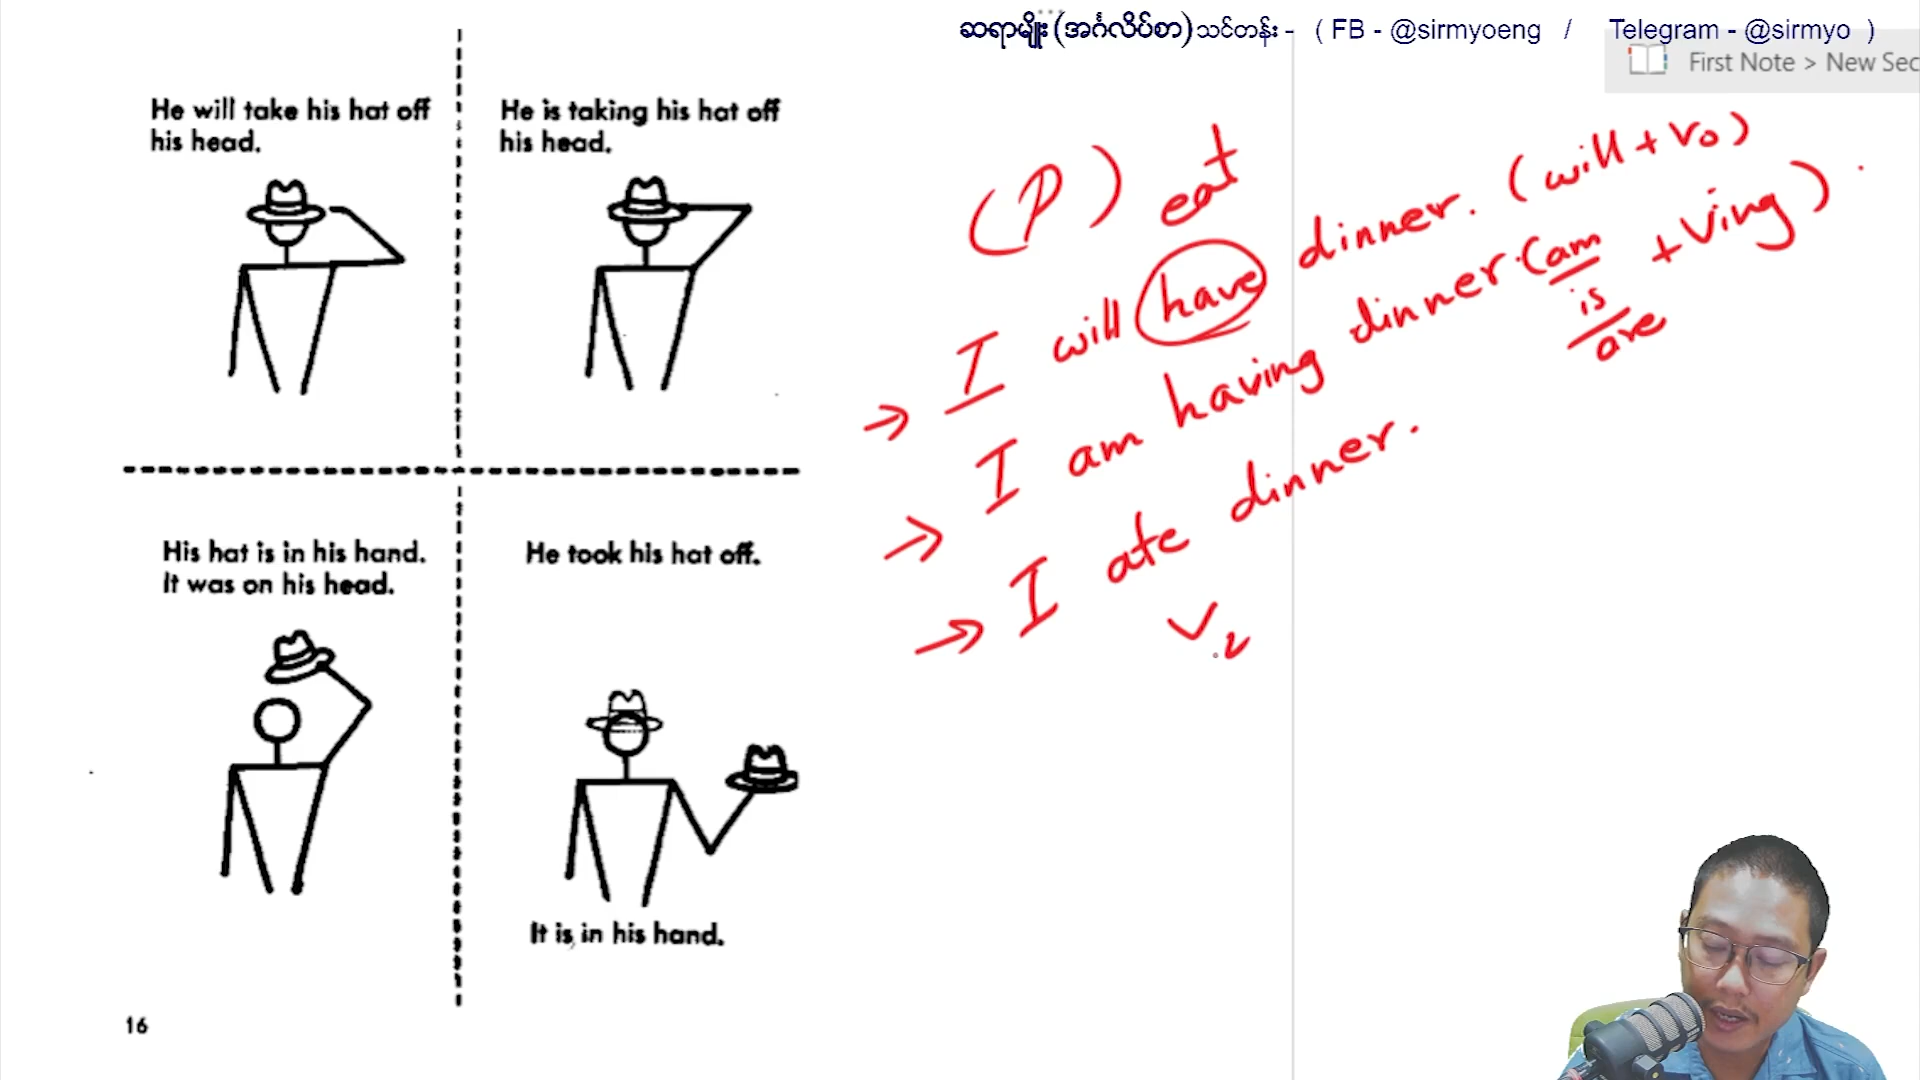 ဆရာမျိုး (အင်္ဂလိပ်စာ) သင်တန်း - ( FB - @sirmyoeng / Telegram - @sirmyo )
First Note > New Sec
He will take his hat off
his head.
He is taking his hat off
his head.
His hat is in his hand.
It was on his head.
He took his hat off.
It is in his hand.
16
(P) eat
→ I will have dinner. (will + V0)
→ I am having dinner. (am + Ving).
is
are
→ I ate dinner.
V2